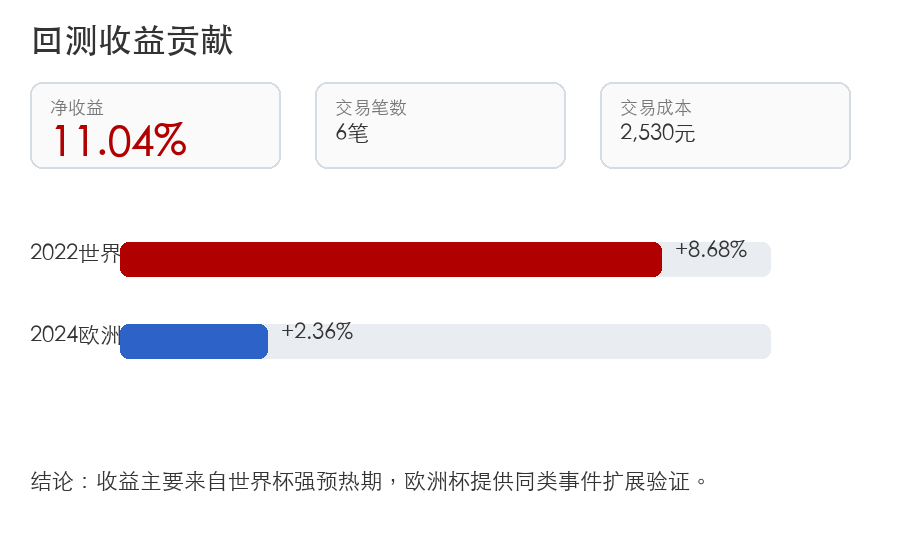 回测收益贡献
净收益
11.04%
交易笔数
6笔
交易成本
2,530元
2022世界
+8.68%
2024欧洲
+2.36%
结论：收益主要来自世界杯强预热期，欧洲杯提供同类事件扩展验证。